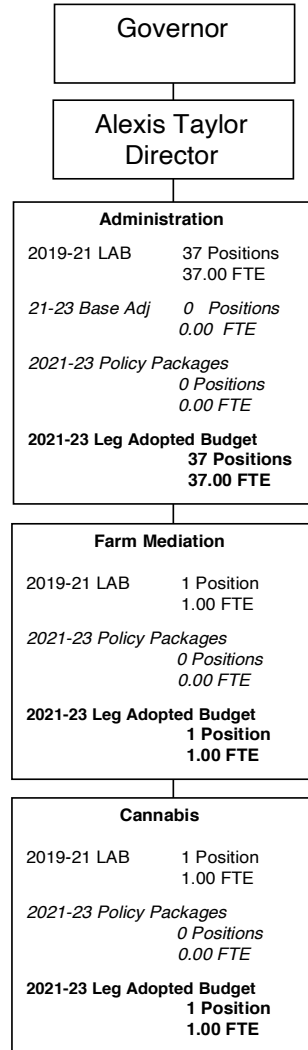 Governor
Alexis Taylor
Director
Administration
2019-21 LAB 37 Positions
37.00 FTE
21-23 Base Adj 0 Positions
0.00 FTE
2021-23 Policy Packages
0 Positions
0.00 FTE
2021-23 Leg Adopted Budget
37 Positions
37.00 FTE
Farm Mediation
2019-21 LAB 1 Position
1.00 FTE
2021-23 Policy Packages
0 Positions
0.00 FTE
2021-23 Leg Adopted Budget
1 Position
1.00 FTE
Cannabis
2019-21 LAB 1 Position
1.00 FTE
2021-23 Policy Packages
0 Positions
0.00 FTE
2021-23 Leg Adopted Budget
1 Position
1.00 FTE